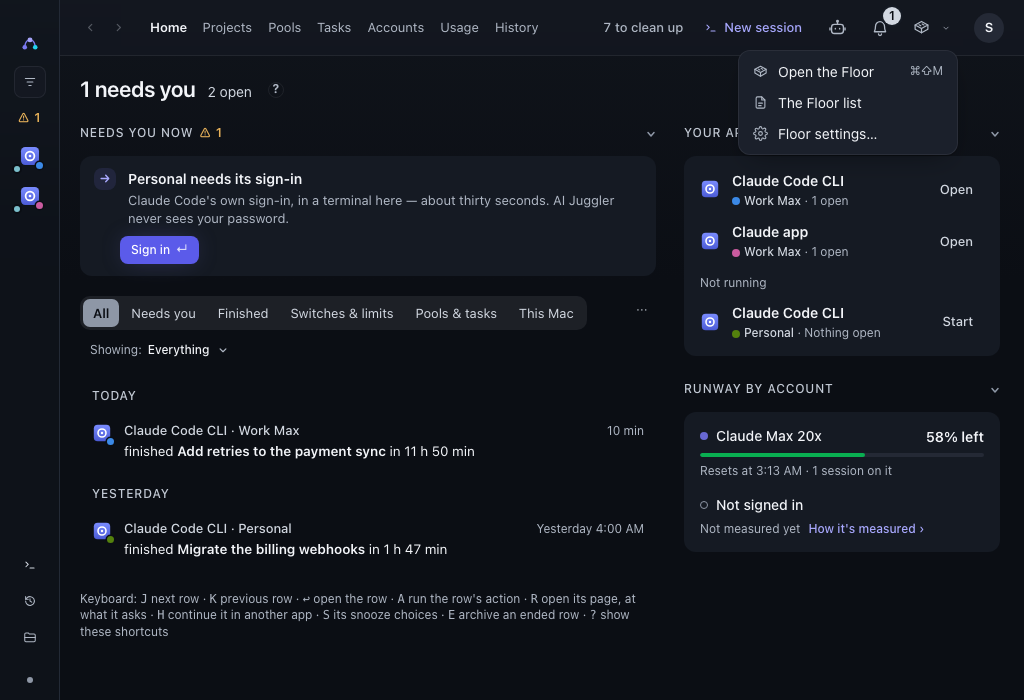 Home Projects Pools Tasks Accounts Usage History 7 to clean up New session 1 S
Open the Floor ⌘⇧M
The Floor list
Floor settings...
1
1 needs you 2 open ?
NEEDS YOU NOW 1
Personal needs its sign-in
Claude Code's own sign-in, in a terminal here — about thirty seconds. AI Juggler
never sees your password.
Sign in ↵
All Needs you Finished Switches & limits Pools & tasks This Mac ...
Showing: Everything
TODAY
Claude Code CLI · Work Max 10 min
finished Add retries to the payment sync in 11 h 50 min
YESTERDAY
Claude Code CLI · Personal Yesterday 4:00 AM
finished Migrate the billing webhooks in 1 h 47 min
Keyboard: J next row · K previous row · ↩ open the row · A run the row's action · R open its page, at
what it asks · H continue it in another app · S its snooze choices · E archive an ended row · ? show
these shortcuts
YOUR
Claude Code CLI
Work Max · 1 open
Open
Claude app
Work Max · 1 open
Open
Not running
Claude Code CLI
Personal · Nothing open
Start
RUNWAY BY ACCOUNT
Claude Max 20x 58% left
Resets at 3:13 AM · 1 session on it
Not signed in
Not measured yet How it's measured ›